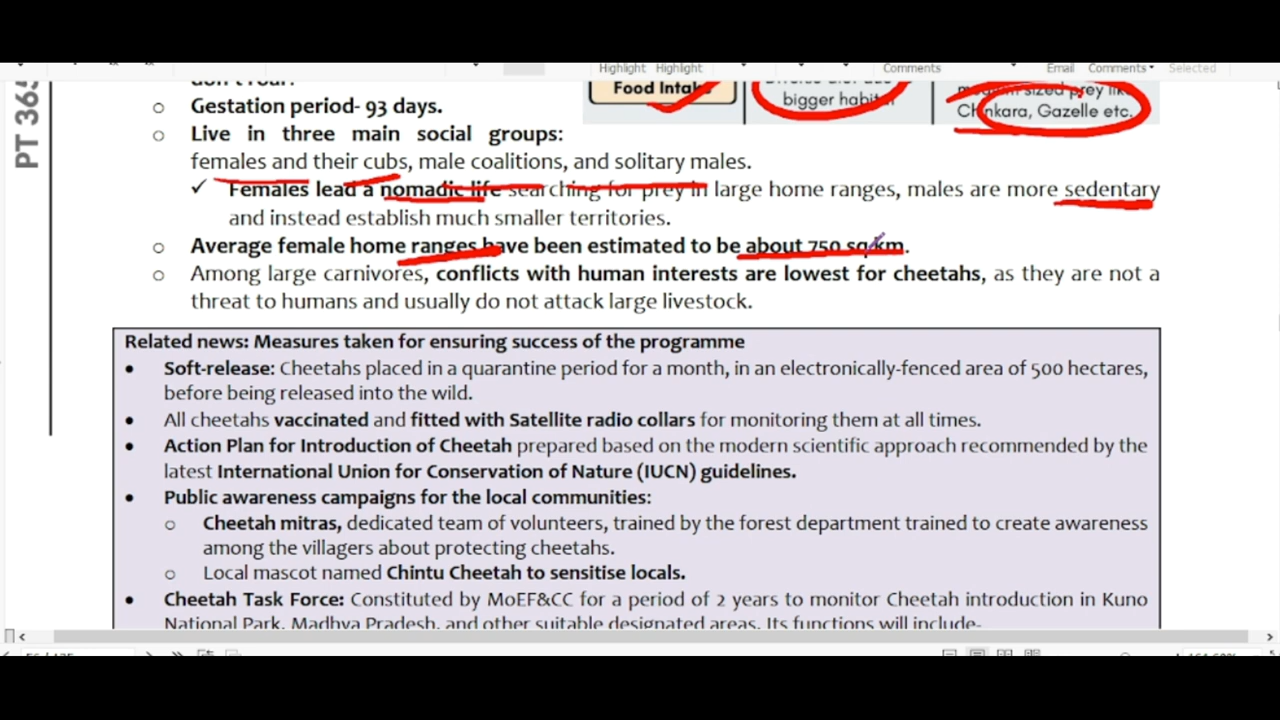 Highlight Highlight Comments Email Comments Selected
PT 365
don't roar.
Food Intake
bigger habitat
medium sized prey like
Chinkara, Gazelle etc.
o Gestation period- 93 days.
o Live in three main social groups:
females and their cubs, male coalitions, and solitary males.
✓ Females lead a nomadic life searching for prey in large home ranges, males are more sedentary
and instead establish much smaller territories.
o Average female home ranges have been estimated to be about 750 sq km.
o Among large carnivores, conflicts with human interests are lowest for cheetahs, as they are not a
threat to humans and usually do not attack large livestock.
Related news: Measures taken for ensuring success of the programme
• Soft-release: Cheetahs placed in a quarantine period for a month, in an electronically-fenced area of 500 hectares,
before being released into the wild.
• All cheetahs vaccinated and fitted with Satellite radio collars for monitoring them at all times.
• Action Plan for Introduction of Cheetah prepared based on the modern scientific approach recommended by the
latest International Union for Conservation of Nature (IUCN) guidelines.
• Public awareness campaigns for the local communities:
o Cheetah mitras, dedicated team of volunteers, trained by the forest department trained to create awareness
among the villagers about protecting cheetahs.
o Local mascot named Chintu Cheetah to sensitise locals.
• Cheetah Task Force: Constituted by MoEF&CC for a period of 2 years to monitor Cheetah introduction in Kuno
National Park, Madhya Pradesh, and other suitable designated areas. Its functions will include-